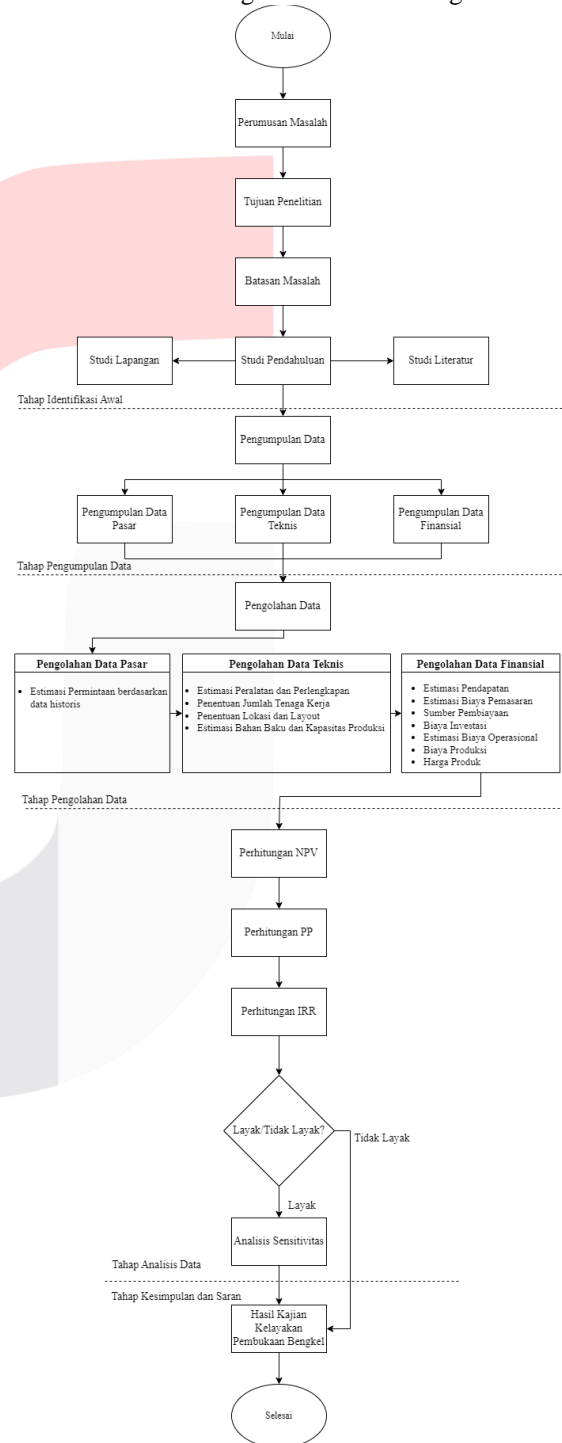 Mulai
Perumusan Masalah
Tujuan Penelitian
Batasan Masalah
Studi Lapangan
Studi Pendahuluan
Studi Literatur
Tahap Identifikasi Awal
Pengumpulan Data
Pengumpulan Data
Pasar
Pengumpulan Data
Teknis
Pengumpulan Data
Finansial
Tahap Pengumpulan Data
Pengolahan Data
Pengolahan Data Pasar
• Estimasi Permintaan berdasarkan
data historis
Pengolahan Data Teknis
• Estimasi Peralatan dan Perlengkapan
• Penentuan Jumlah Tenaga Kerja
• Penentuan Lokasi dan Layout
• Estimasi Bahan Baku dan Kapasitas Produksi
Pengolahan Data Finansial
• Estimasi Pendapatan
• Estimasi Biaya Pemasaran
• Sumber Pembiayaan
• Biaya Investasi
• Estimasi Biaya Operasional
• Biaya Produksi
• Harga Produk
Tahap Pengolahan Data
Perhitungan NPV
Perhitungan PP
Perhitungan IRR
Layak/Tidak Layak?
Tidak Layak
Layak
Analisis Sensitivitas
Tahap Analisis Data
Tahap Kesimpulan dan Saran
Hasil Kajian
Kelayakan
Pembukaan Bengkel
Selesai